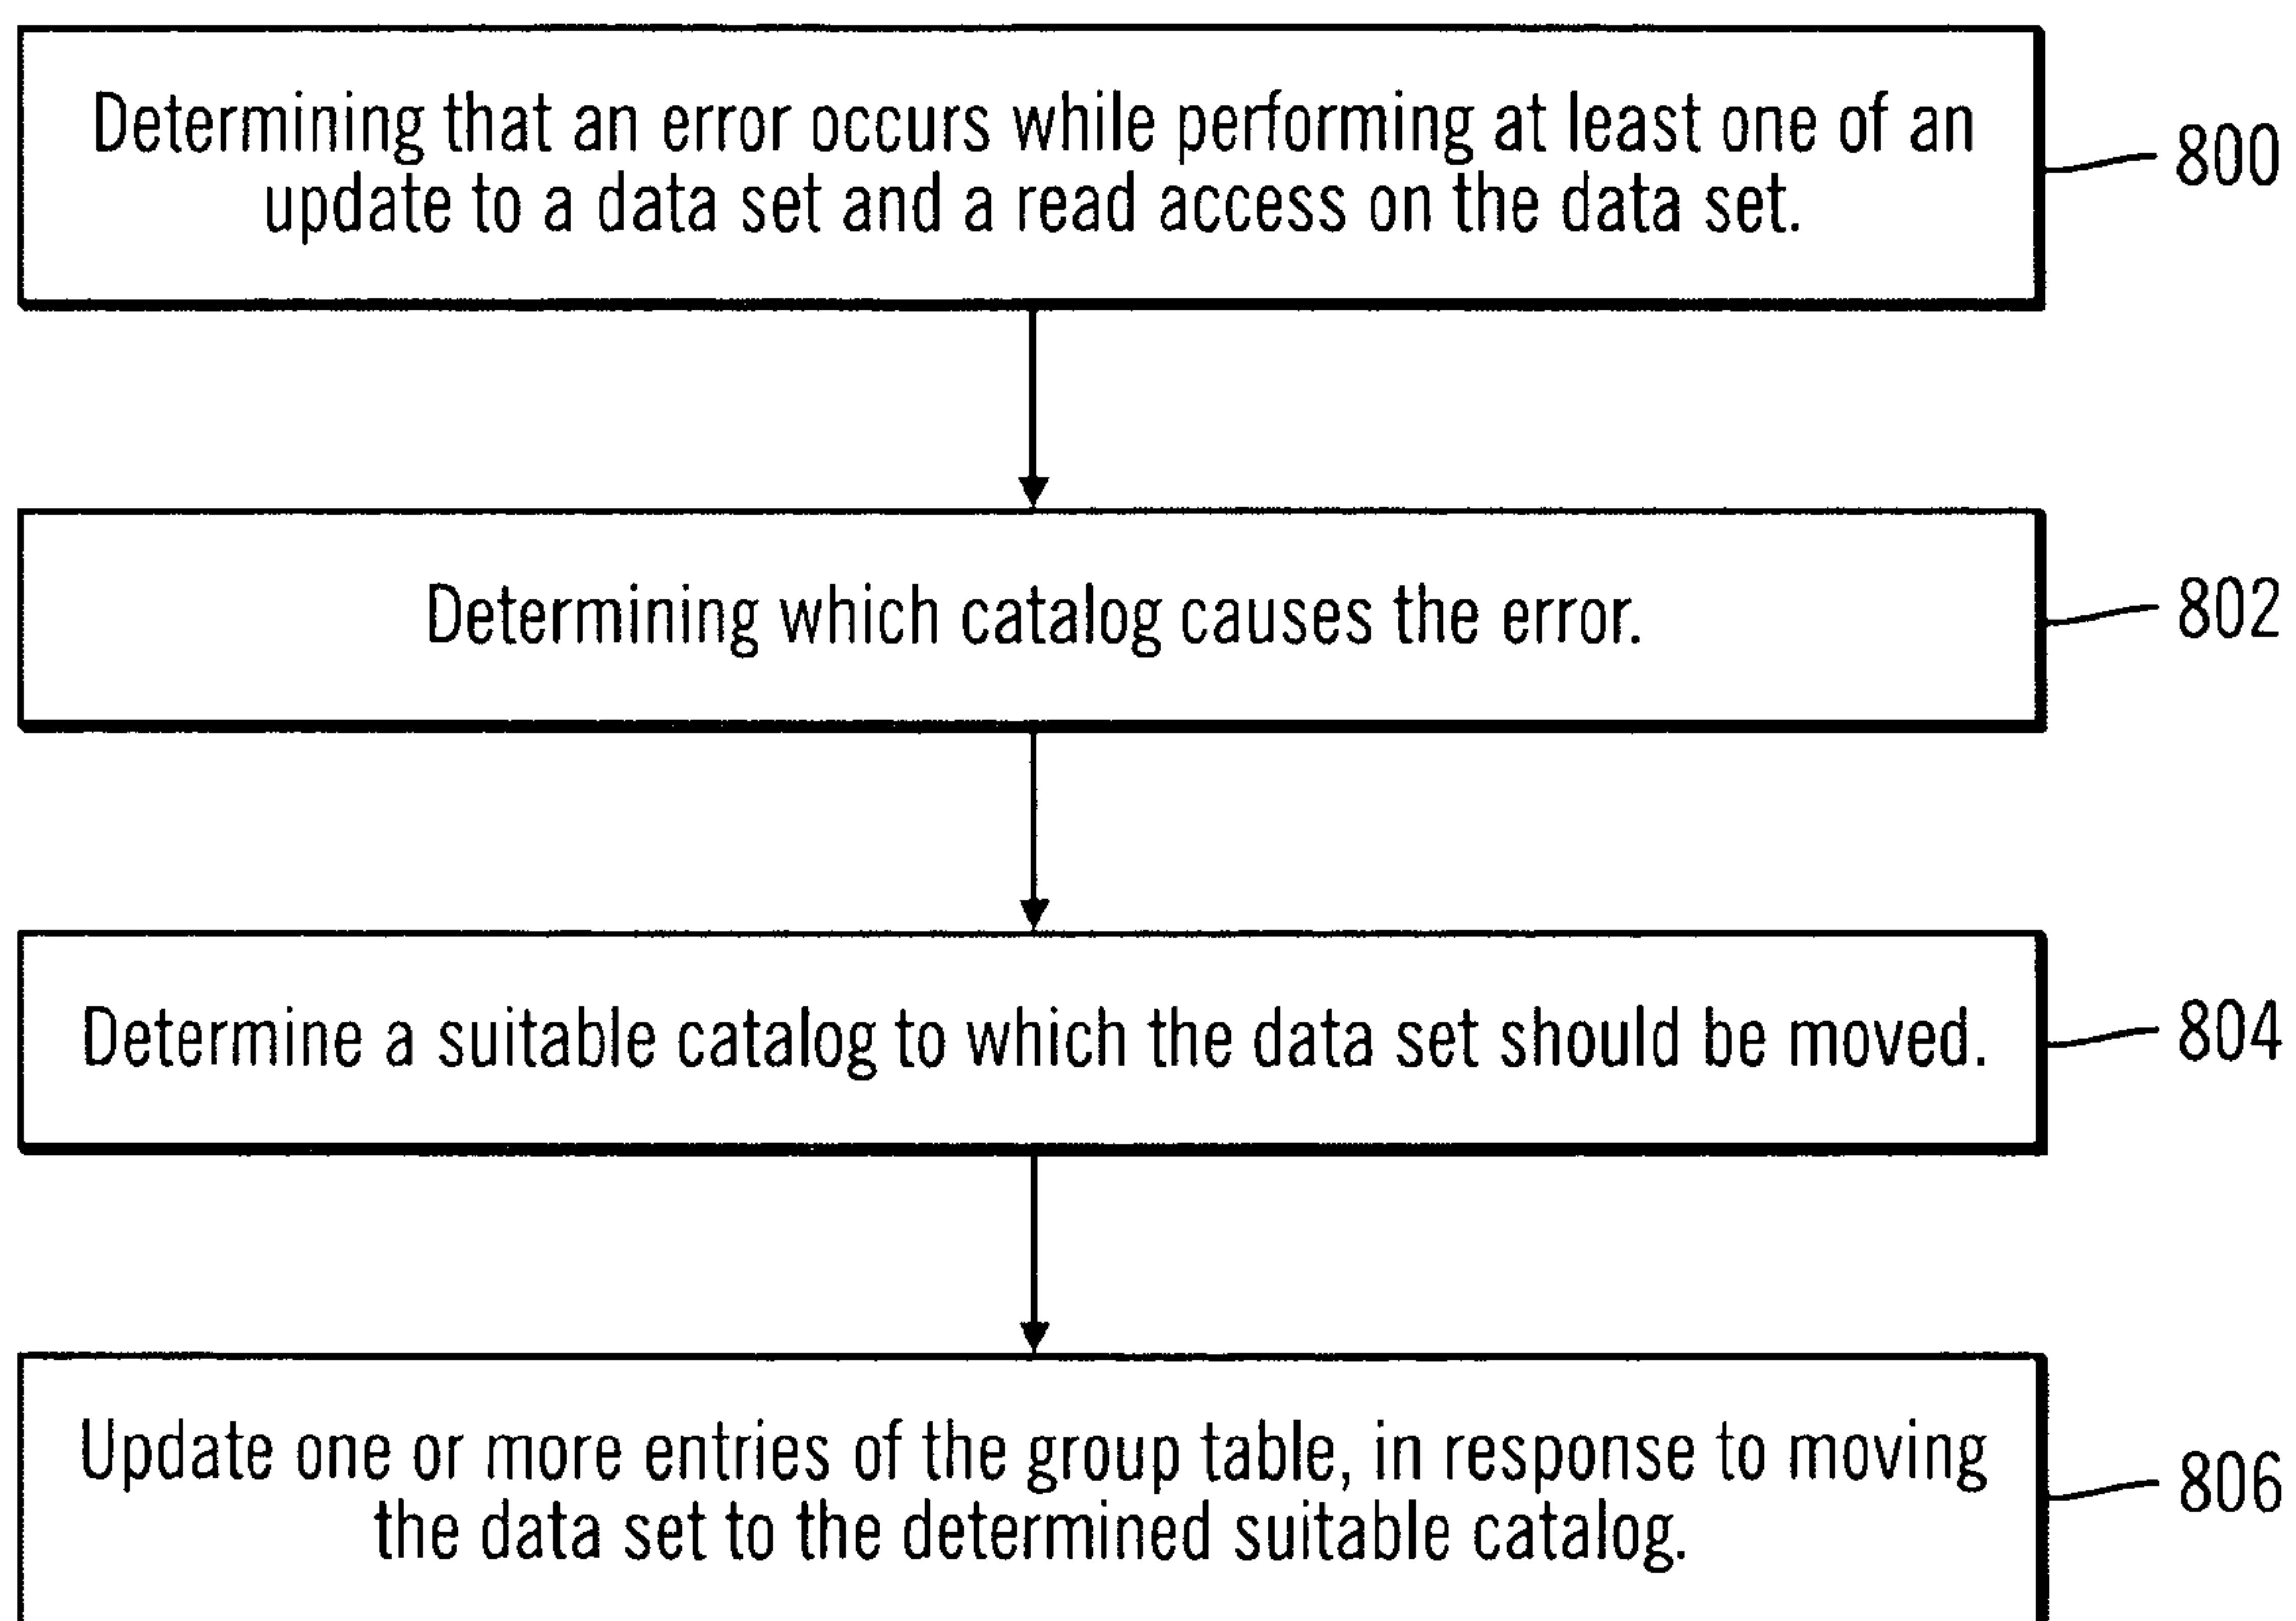 Determining that an error occurs while performing at least one of an
update to a data set and a read access on the data set.
800
Determining which catalog causes the error.
802
Determine a suitable catalog to which the data set should be moved.
804
Update one or more entries of the group table, in response to moving
the data set to the determined suitable catalog.
806